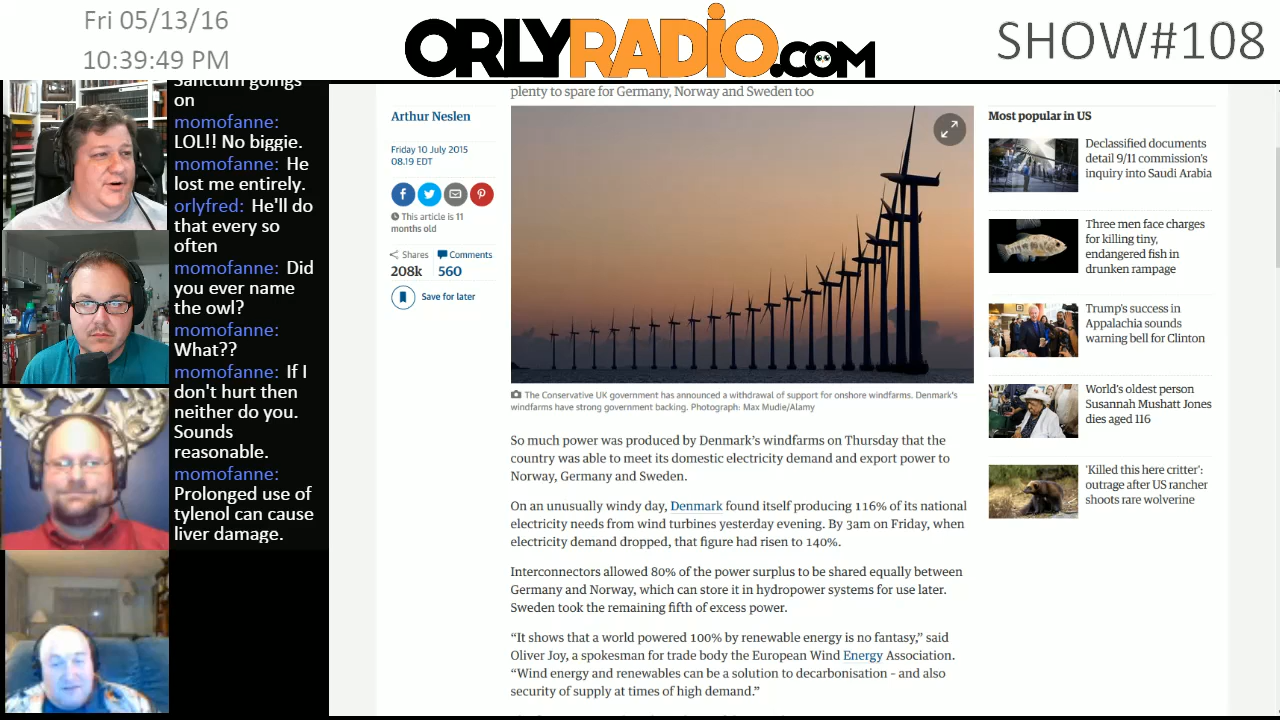 Fri 05/13/16
10:39:49 PM
ORLYRADIO.COM
SHOW#108
Sanctum goings
on
momofanne:
LOL!! No biggie.
momofanne: He
lost me entirely.
orlyfred: He'll do
that every so
often
momofanne: Did
you ever name
the owl?
momofanne:
What??
momofanne: If I
don't hurt then
neither do you.
Sounds
reasonable.
momofanne:
Prolonged use of
tylenol can cause
liver damage.
plenty to spare for Germany, Norway and Sweden too
Arthur Neslen
Friday 10 July 2015
08.19 EDT
This article is 11
months old
Shares Comments
208k 560
Save for later
The Conservative UK government has announced a withdrawal of support for onshore windfarms. Denmark's
windfarms have strong government backing. Photograph: Max Mudie/Alamy
So much power was produced by Denmark's windfarms on Thursday that the
country was able to meet its domestic electricity demand and export power to
Norway, Germany and Sweden.
On an unusually windy day, Denmark found itself producing 116% of its national
electricity needs from wind turbines yesterday evening. By 3am on Friday, when
electricity demand dropped, that figure had risen to 140%.
Interconnectors allowed 80% of the power surplus to be shared equally between
Germany and Norway, which can store it in hydropower systems for use later.
Sweden took the remaining fifth of excess power.
“It shows that a world powered 100% by renewable energy is no fantasy,” said
Oliver Joy, a spokesman for trade body the European Wind Energy Association.
“Wind energy and renewables can be a solution to decarbonisation – and also
security of supply at times of high demand.”
Most popular in US
Declassified documents
detail 9/11 commission's
inquiry into Saudi Arabia
Three men face charges
for killing tiny,
endangered fish in
drunken rampage
Trump's success in
Appalachia sounds
warning bell for Clinton
World's oldest person
Susannah Mushatt Jones
dies aged 116
'Killed this here critter':
outrage after US rancher
shoots rare wolverine